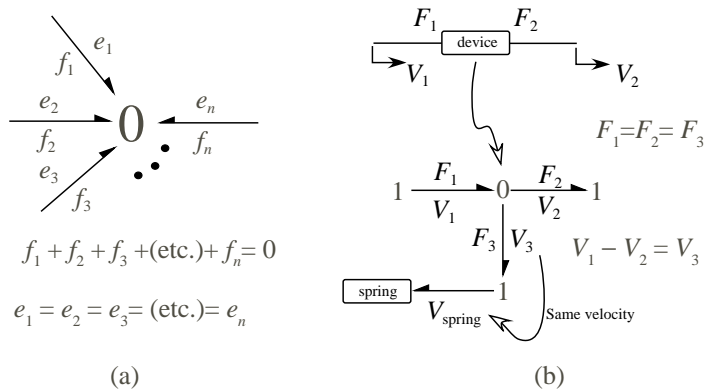 e₁
f₁
e₂
f₂
e₃
f₃
0
eₙ
fₙ
f₁ + f₂ + f₃ +(etc.)+ fₙ= 0
e₁ = e₂ = e₃= (etc.)= eₙ
(a)
F₁ F₂
device
V₁ V₂
F₁=F₂= F₃
1 F₁ 0 F₂ 1
V₁ V₂
F₃ V₃
V₁ − V₂ = V₃
spring 1
V_spring
Same velocity
(b)